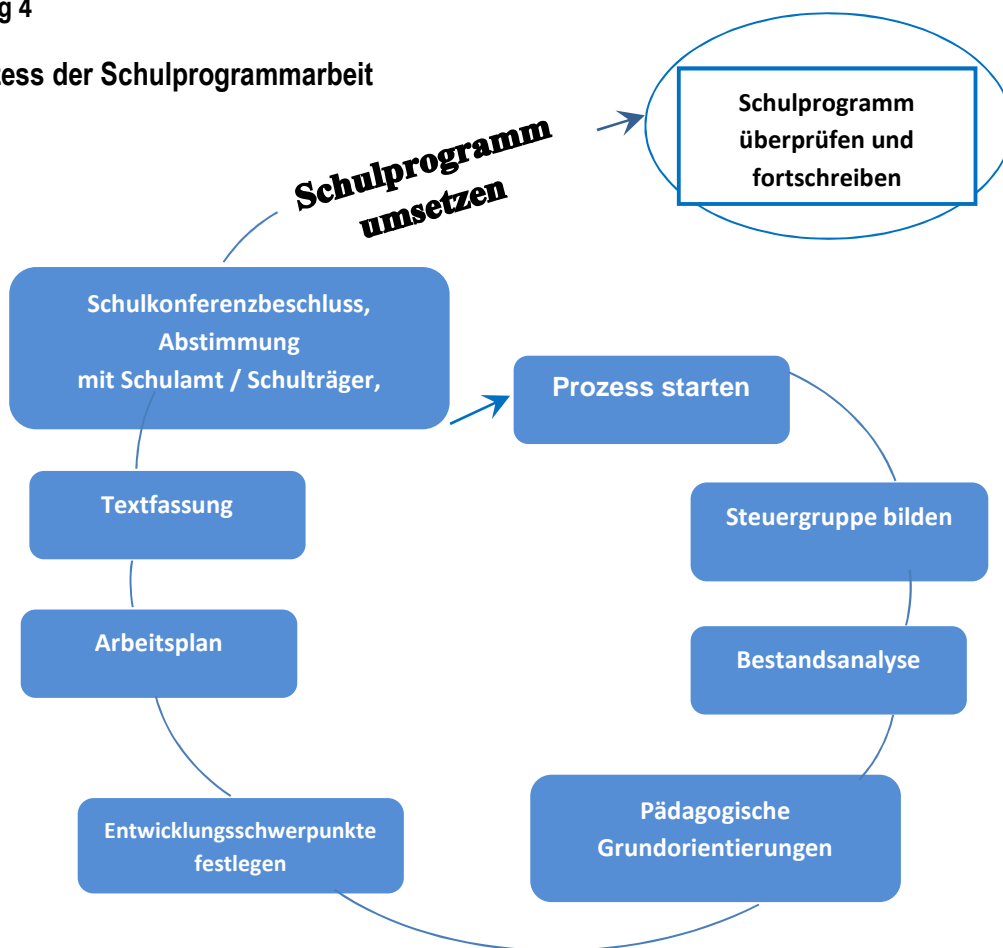 g 4
zess der Schulprogrammarbeit
Schulprogramm
überprüfen und
fortschreiben
Schulprogramm
umsetzen
Schulkonferenzbeschluss,
Abstimmung
mit Schulamt / Schulträger,
Prozess starten
Steuergruppe bilden
Bestandsanalyse
Pädagogische
Grundorientierungen
Entwicklungsschwerpunkte
festlegen
Arbeitsplan
Textfassung